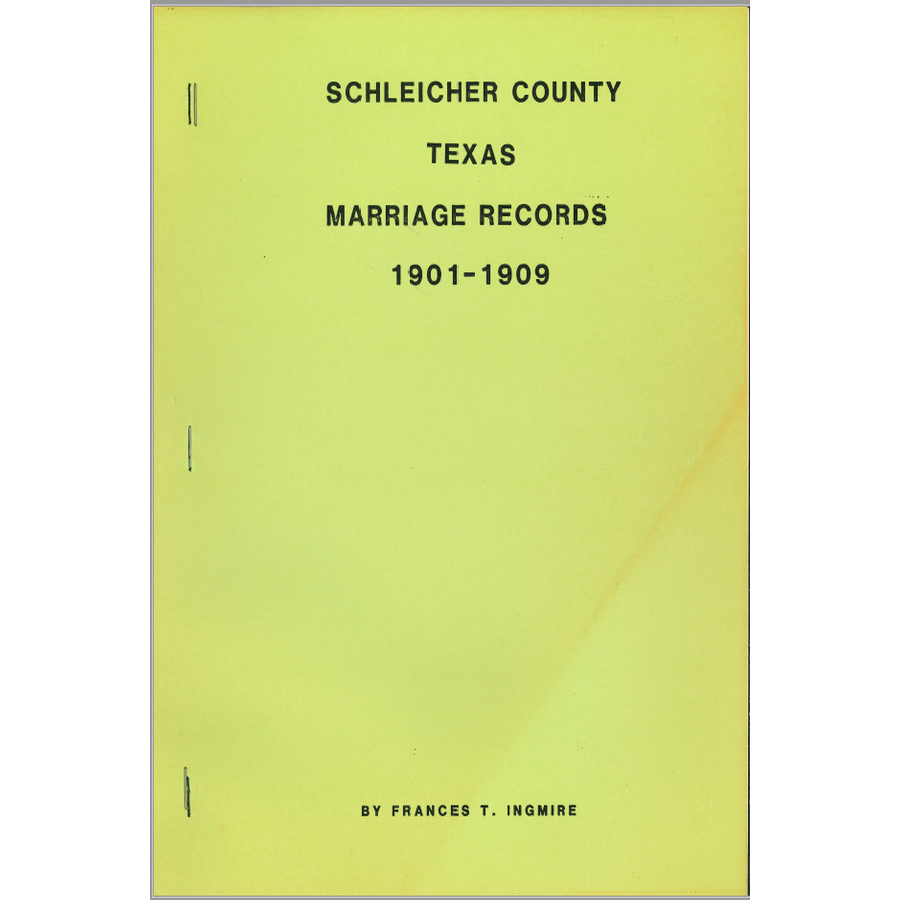 SCHLEICHER COUNTY
TEXAS
MARRIAGE RECORDS
1901-1909
BY FRANCES T. INGMIRE